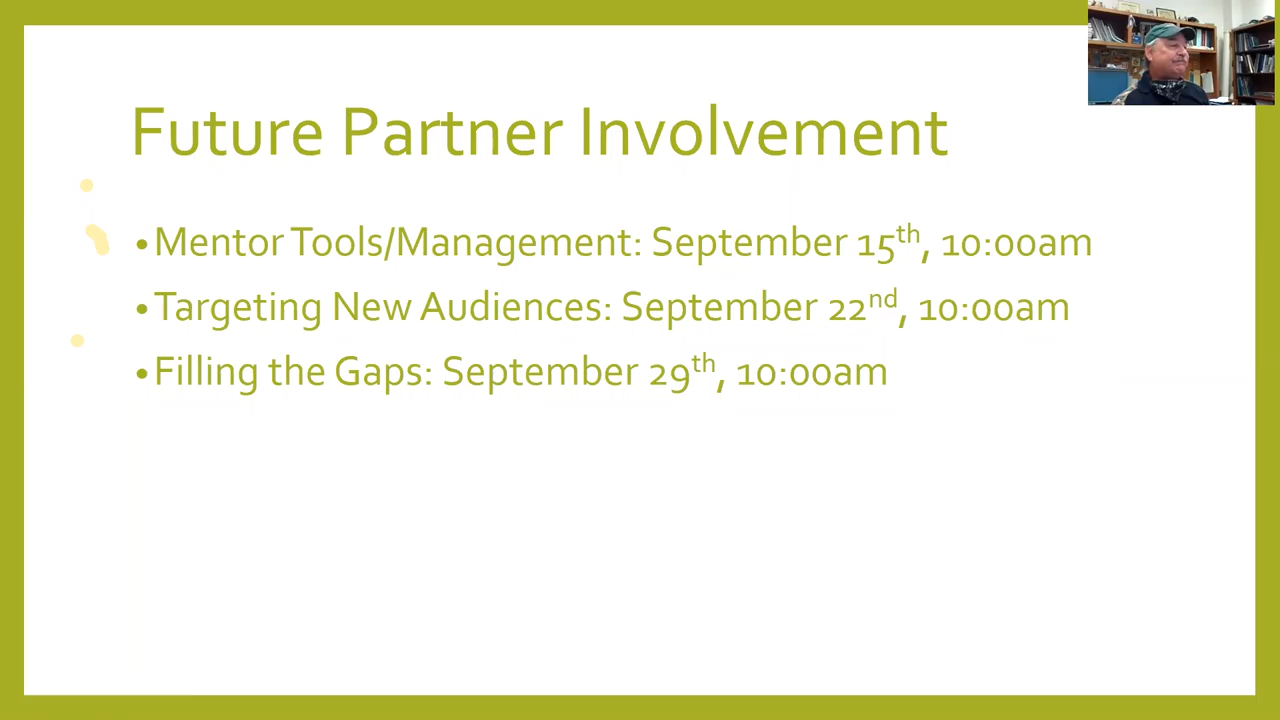 Future Partner Involvement
• Mentor Tools/Management: September 15th, 10:00am
• Targeting New Audiences: September 22nd, 10:00am
• Filling the Gaps: September 29th, 10:00am